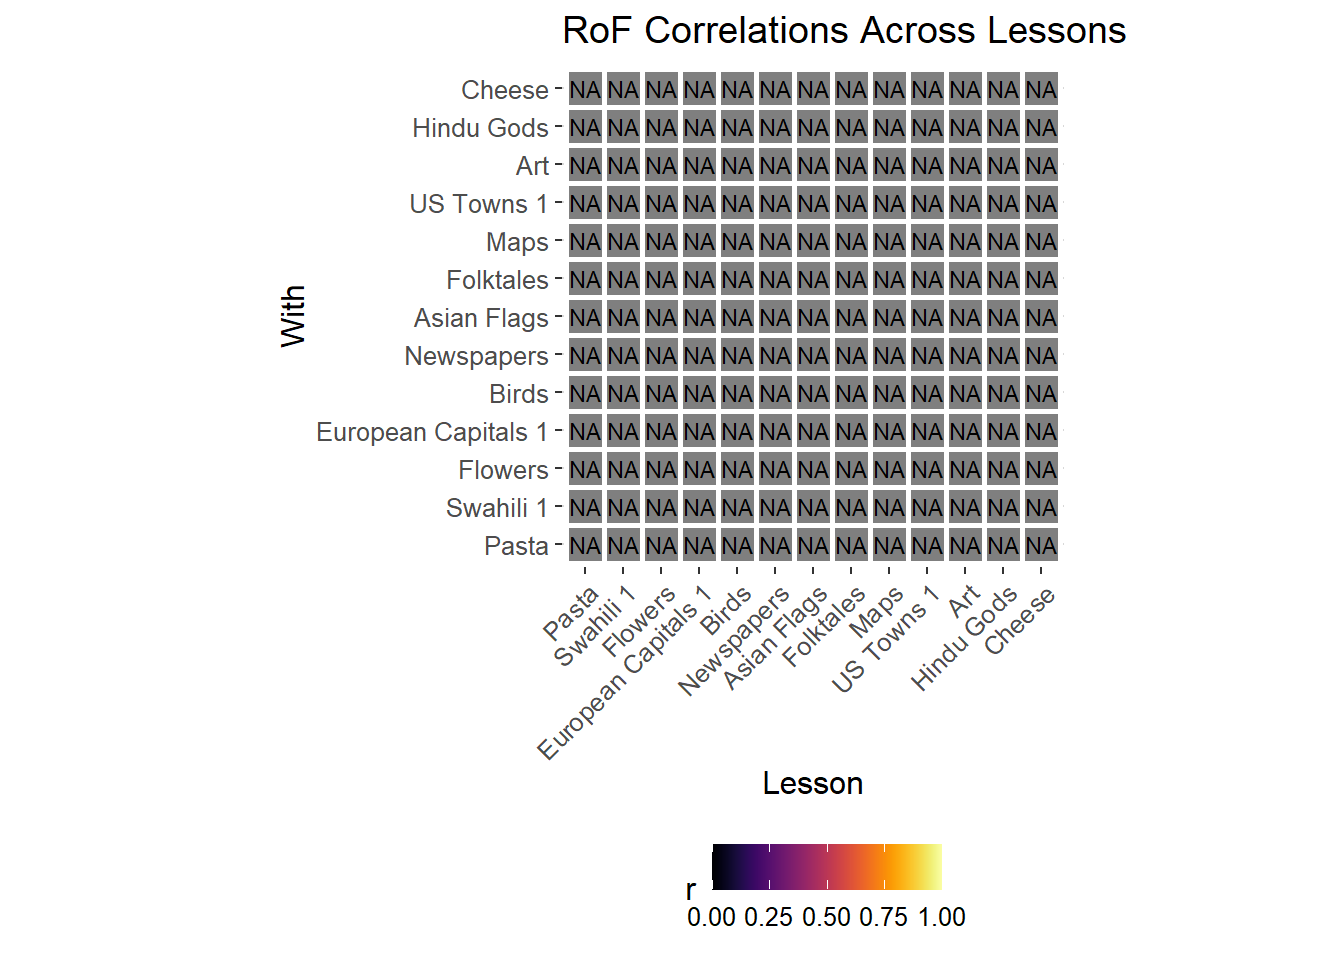 RoF Correlations Across Lessons
With
Cheese NA NA NA NA NA NA NA NA NA NA NA NA NA
Hindu Gods NA NA NA NA NA NA NA NA NA NA NA NA NA
Art NA NA NA NA NA NA NA NA NA NA NA NA NA
US Towns 1 NA NA NA NA NA NA NA NA NA NA NA NA NA
Maps NA NA NA NA NA NA NA NA NA NA NA NA NA
Folktales NA NA NA NA NA NA NA NA NA NA NA NA NA
Asian Flags NA NA NA NA NA NA NA NA NA NA NA NA NA
Newspapers NA NA NA NA NA NA NA NA NA NA NA NA NA
Birds NA NA NA NA NA NA NA NA NA NA NA NA NA
European Capitals 1 NA NA NA NA NA NA NA NA NA NA NA NA NA
Flowers NA NA NA NA NA NA NA NA NA NA NA NA NA
Swahili 1 NA NA NA NA NA NA NA NA NA NA NA NA NA
Pasta NA NA NA NA NA NA NA NA NA NA NA NA NA
Pasta
Swahili 1
Flowers
European Capitals 1
Birds
Newspapers
Asian Flags
Folktales
Maps
US Towns 1
Art
Hindu Gods
Cheese
Lesson
r
0.00 0.25 0.50 0.75 1.00